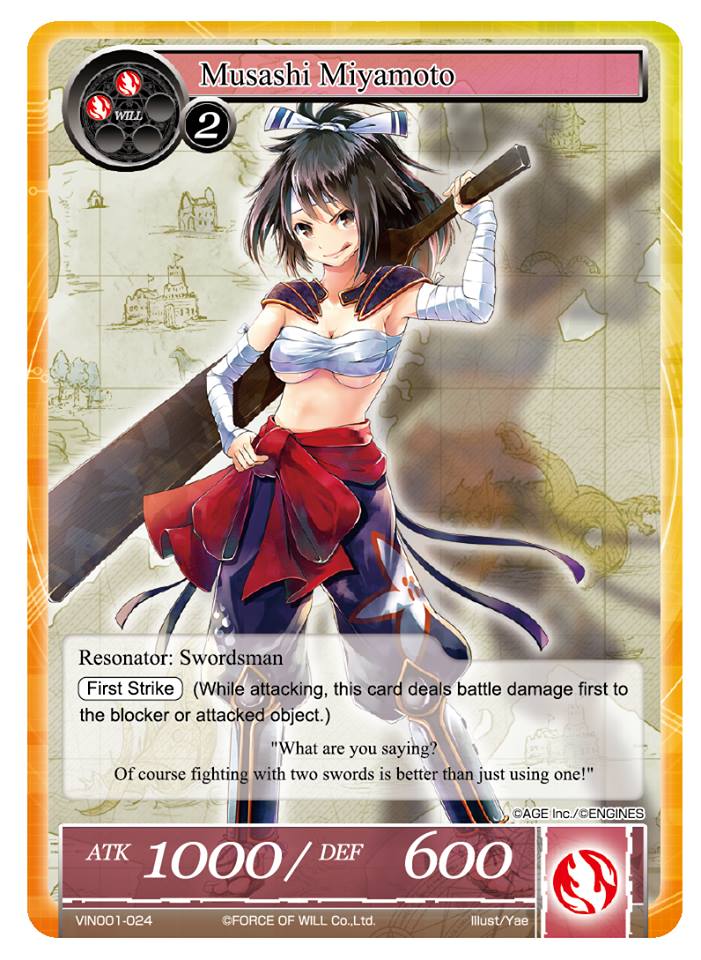 Musashi Miyamoto
WILL
2
Resonator: Swordsman
First Strike (While attacking, this card deals battle damage first to
the blocker or attacked object.)
"What are you saying?
Of course fighting with two swords is better than just using one!"
©AGE Inc./©ENGINES
ATK 1000/ DEF 600
VIN001-024 ©FORCE OF WILL Co.,Ltd. Illust/Yae